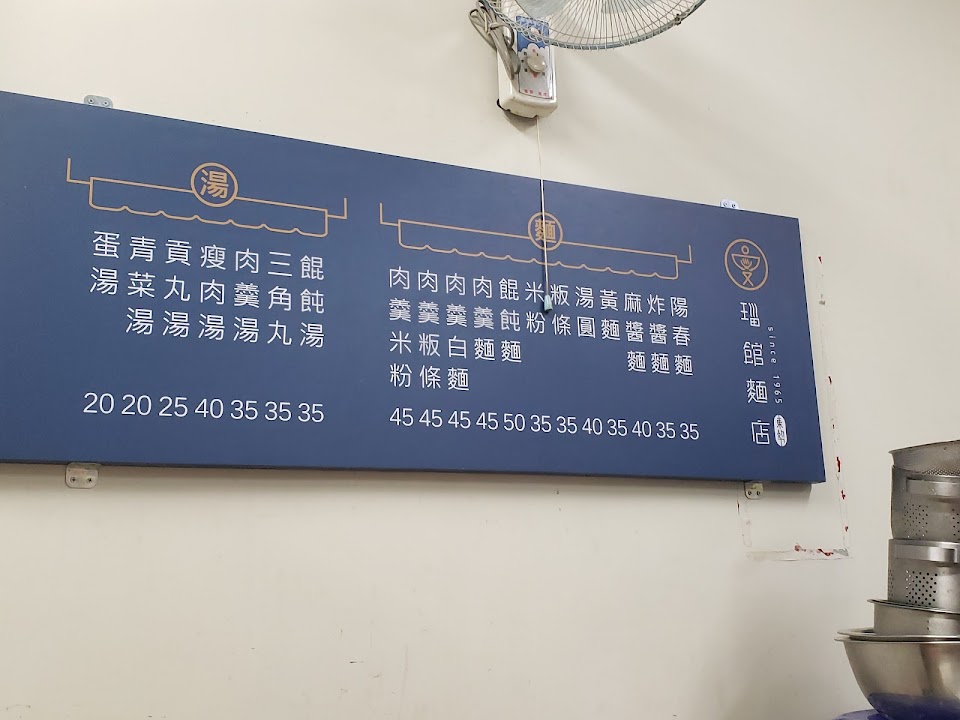 瑠館麵店
since 1965
麵
陽春麵 35
炸醬麵 35
麻醬麵 40
黃麵 35
湯圓 40
粄條 35
米粉 35
餛飩麵 50
肉羹麵 45
肉羹白麵 45
肉羹粄條 45
肉羹米粉 45
湯
餛飩湯 35
三角丸 35
肉羹湯 35
瘦肉湯 40
貢丸湯 25
青菜湯 20
蛋湯 20